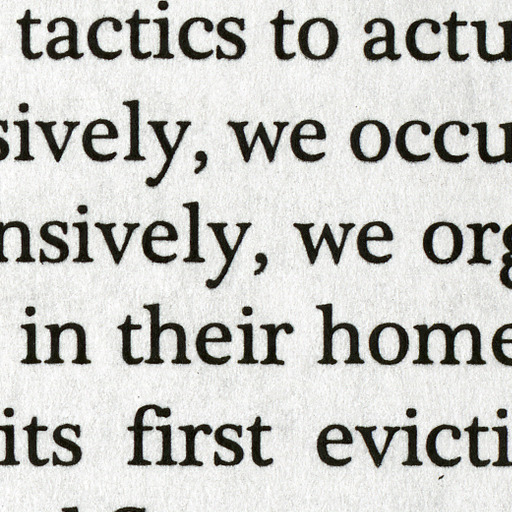 tactics to actu
sively, we occu
nsively, we org
in their home
its first evicti